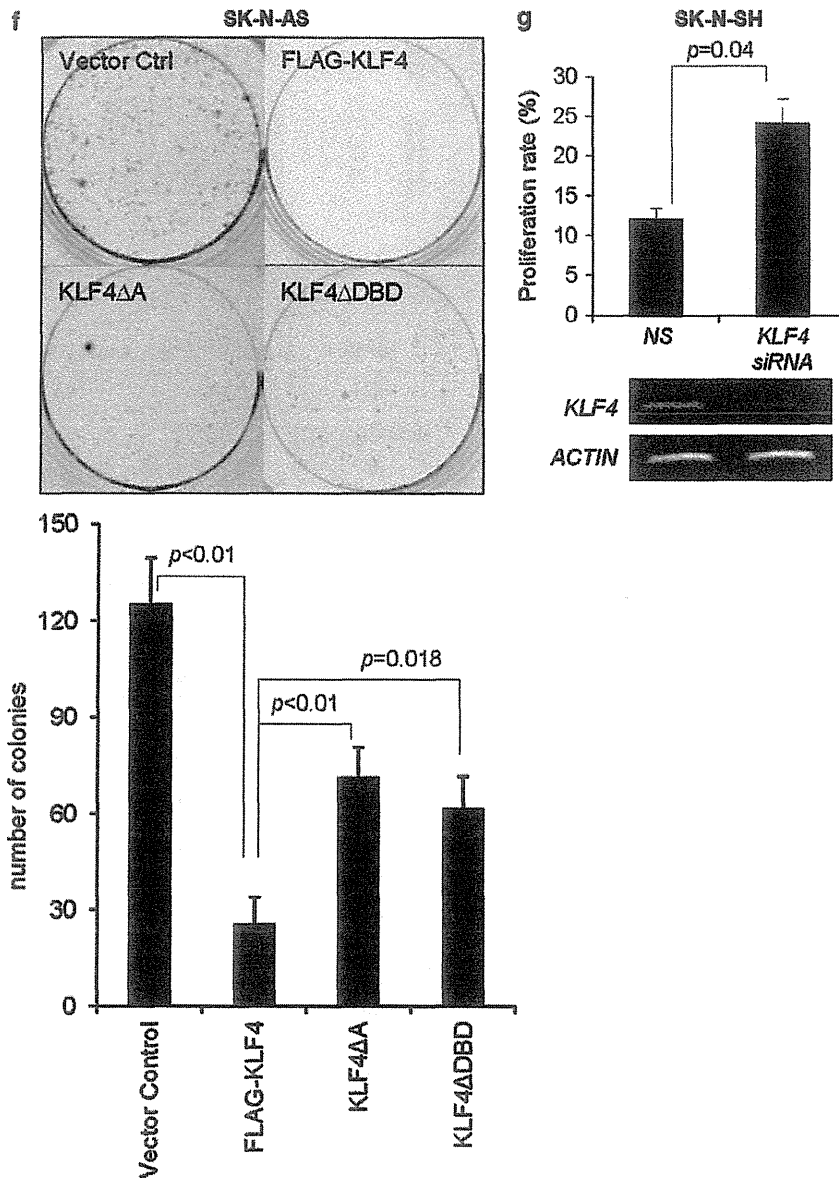 f
SK-N-AS
Vector Ctrl
FLAG-KLF4
KLF4ΔA
KLF4ΔDBD
number of colonies
150
120
90
60
30
0
p<0.01
p<0.01
p=0.018
Vector Control
FLAG-KLF4
KLF4ΔA
KLF4ΔDBD
g
SK-N-SH
p=0.04
Proliferation rate (%)
30
25
20
15
10
5
0
NS
KLF4
siRNA
KLF4
ACTIN